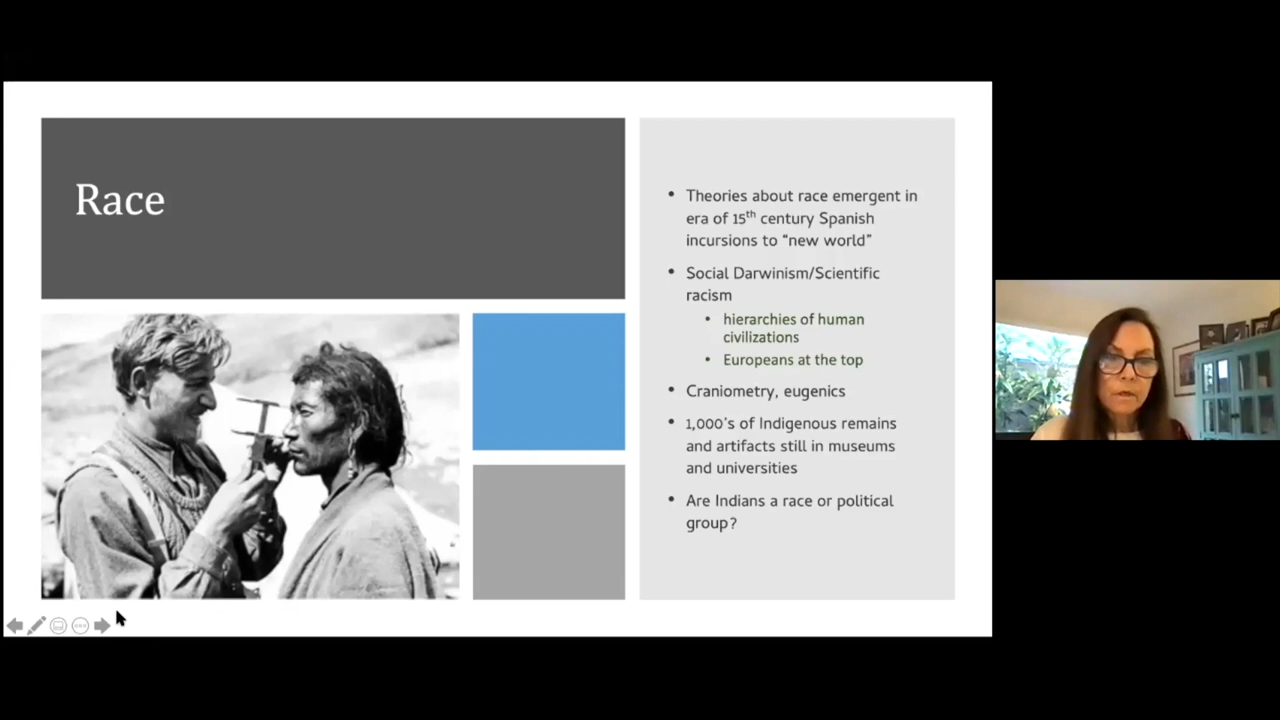 Race
• Theories about race emergent in
era of 15th century Spanish
incursions to “new world”
• Social Darwinism/Scientific
racism
• hierarchies of human
civilizations
• Europeans at the top
• Craniometry, eugenics
• 1,000’s of Indigenous remains
and artifacts still in museums
and universities
• Are Indians a race or political
group?